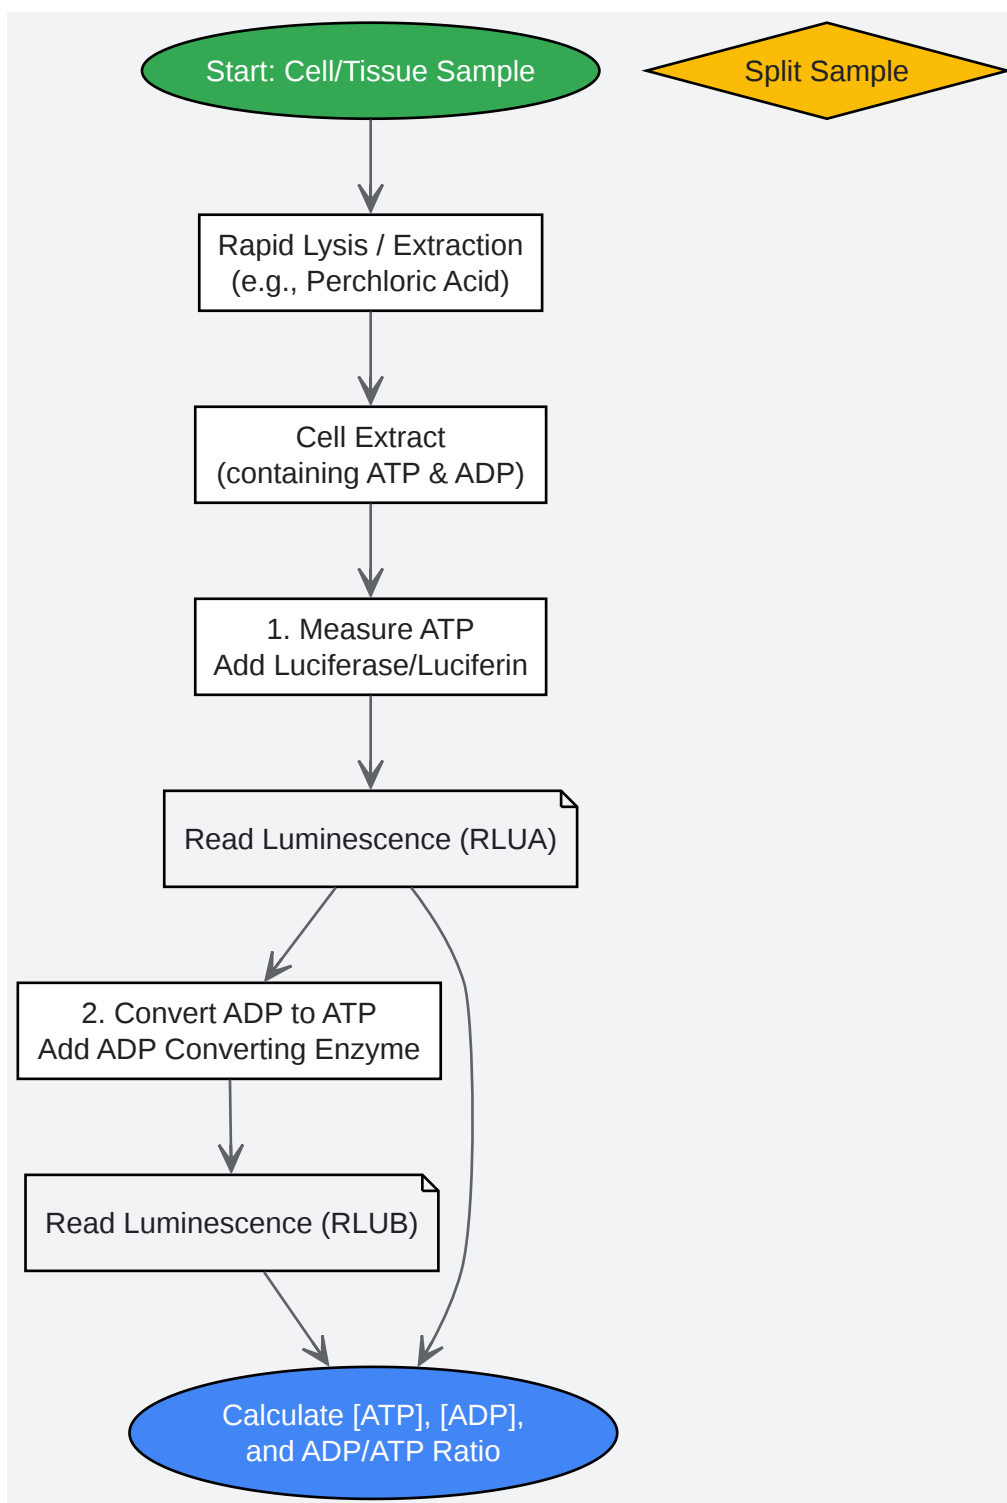 Start: Cell/Tissue Sample
Split Sample
Rapid Lysis / Extraction
(e.g., Perchloric Acid)
Cell Extract
(containing ATP & ADP)
1. Measure ATP
Add Luciferase/Luciferin
Read Luminescence (RLUA)
2. Convert ADP to ATP
Add ADP Converting Enzyme
Read Luminescence (RLUB)
Calculate [ATP], [ADP],
and ADP/ATP Ratio